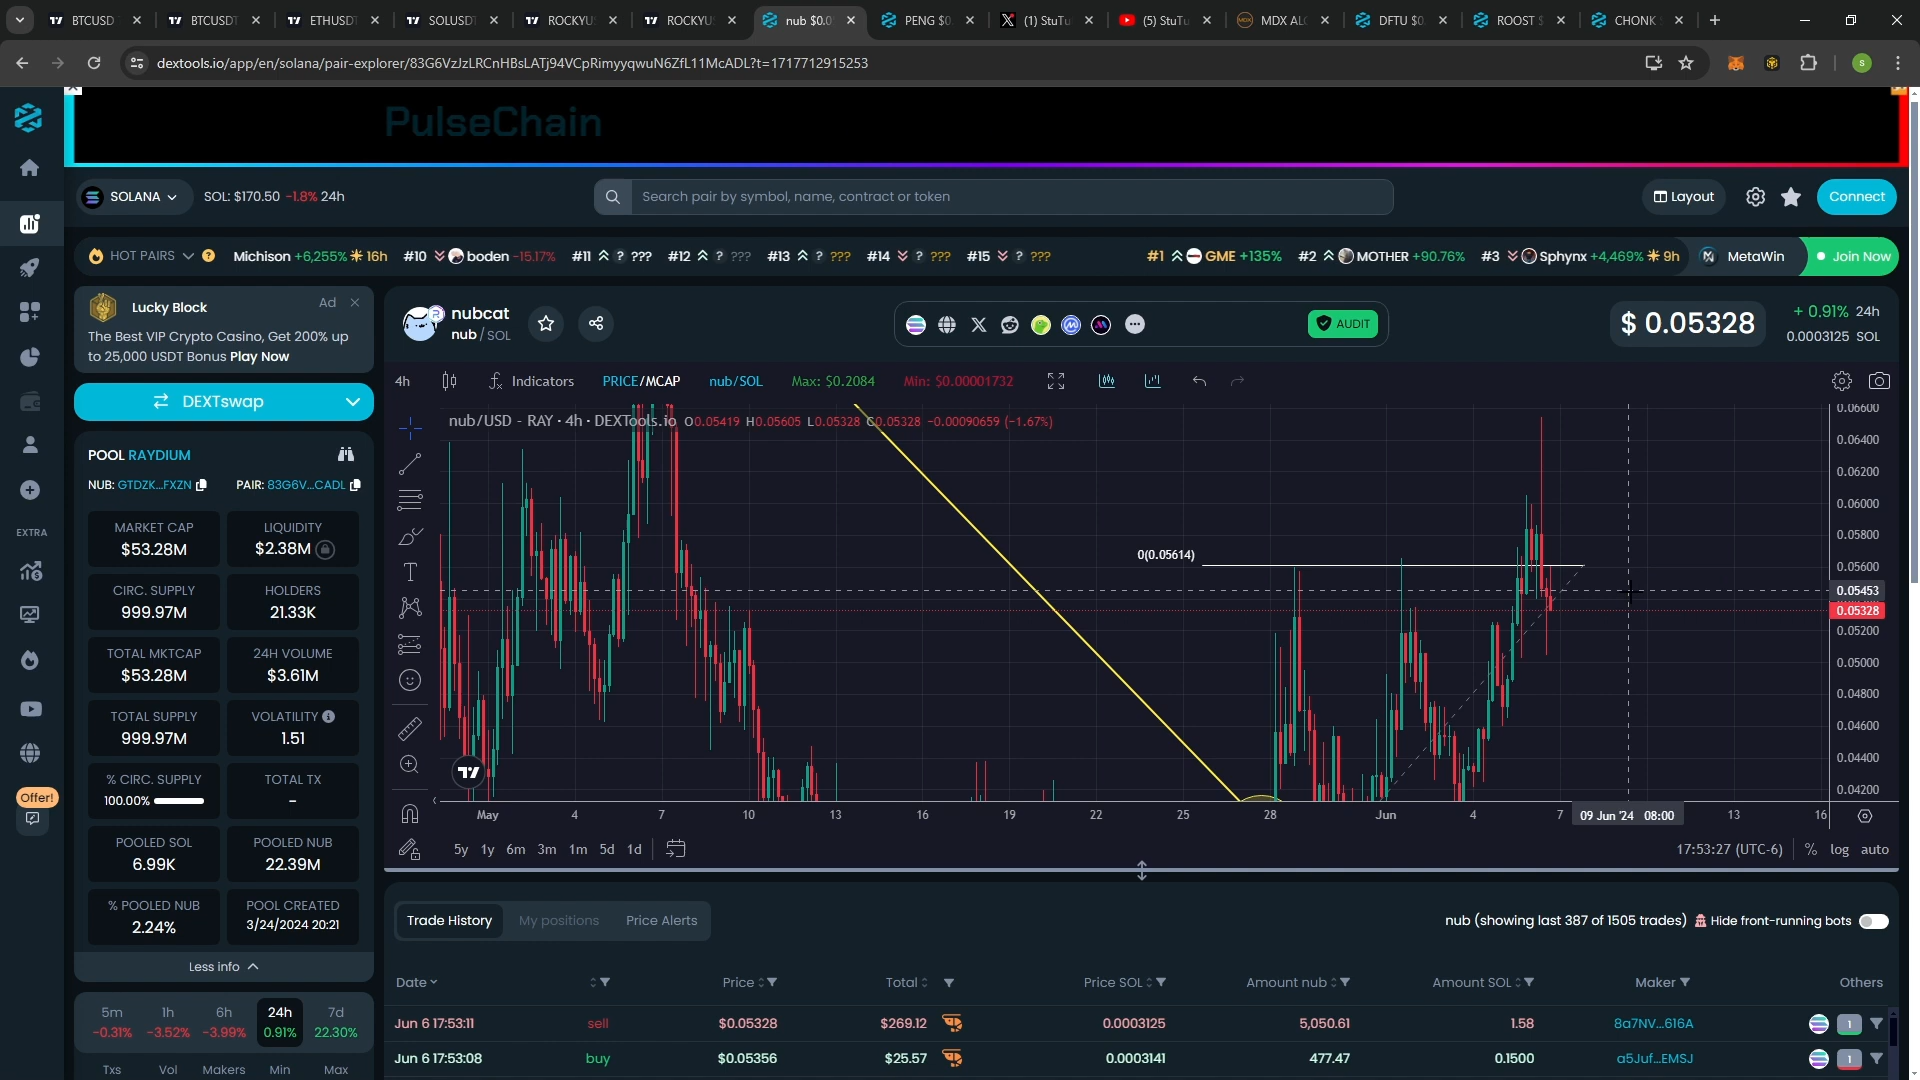 BTCUSD
BTCUSDT
ETHUSDT
SOLUSDT
ROCKYU
ROCKYU
nub $0.0
PENG $0
(1) StuTu
(5) StuTu
MDX ALG
DFTU $0
ROOST $
CHONK
dextools.io/app/en/solana/pair-explorer/83G6VzJzLRCnHBsLATj94VCpRimyyqwuN6ZfL11McADL?t=1717712915253
PulseChain
SOLANA
SOL: $170.50 -1.8% 24h
Search pair by symbol, name, contract or token
Layout
Connect
HOT PAIRS
Michison +6,255% 16h
#10 boden -15.17%
#11 ? ???
#12 ? ???
#13 ? ???
#14 ? ???
#15 ? ???
#1 GME +135%
#2 MOTHER +90.76%
#3 Sphynx +4,469% 9h
MetaWin
Join Now
Lucky Block
Ad
The Best VIP Crypto Casino, Get 200% up
to 25,000 USDT Bonus Play Now
DEXTswap
POOL RAYDIUM
NUB: GTDZK...FXZN PAIR: 83G6V...CADL
MARKET CAP
$53.28M
LIQUIDITY
$2.38M
CIRC. SUPPLY
999.97M
HOLDERS
21.33K
TOTAL MKTCAP
$53.28M
24H VOLUME
$3.61M
TOTAL SUPPLY
999.97M
VOLATILITY
1.51
% CIRC. SUPPLY
100.00%
TOTAL TX
-
POOLED SOL
6.99K
POOLED NUB
22.39M
% POOLED NUB
2.24%
POOL CREATED
3/24/2024 20:21
Less info
5m 1h 6h 24h 7d
-0.31% -3.52% -3.99% 0.91% 22.30%
Txs Vol Makers Min Max
EXTRA
Offer!
nubcat
nub / SOL
AUDIT
$ 0.05328
+ 0.91% 24h
0.0003125 SOL
4h
Indicators
PRICE/MCAP
nub/SOL
Max: $0.2084
Min: $0.00001732
nub/USD - RAY · 4h · DEXTools.io O0.05419 H0.05605 L0.05328 C0.05328 -0.00090659 (-1.67%)
0(0.05614)
0.06600
0.06400
0.06200
0.06000
0.05800
0.05600
0.05453
0.05328
0.05200
0.05000
0.04800
0.04600
0.04400
0.04200
May 4 7 10 13 16 19 22 25 28 Jun 4 7 09 Jun '24 08:00 13 16
5y 1y 6m 3m 1m 5d 1d
17:53:27 (UTC-6) % log auto
Trade History
My positions
Price Alerts
nub (showing last 387 of 1505 trades)
Hide front-running bots
Date Price Total Price SOL Amount nub Amount SOL Maker Others
Jun 6 17:53:11 sell $0.05328 $269.12 0.0003125 5,050.61 1.58 8a7NV...616A 1
Jun 6 17:53:08 buy $0.05356 $25.57 0.0003141 477.47 0.1500 a5Juf...EMSJ 1